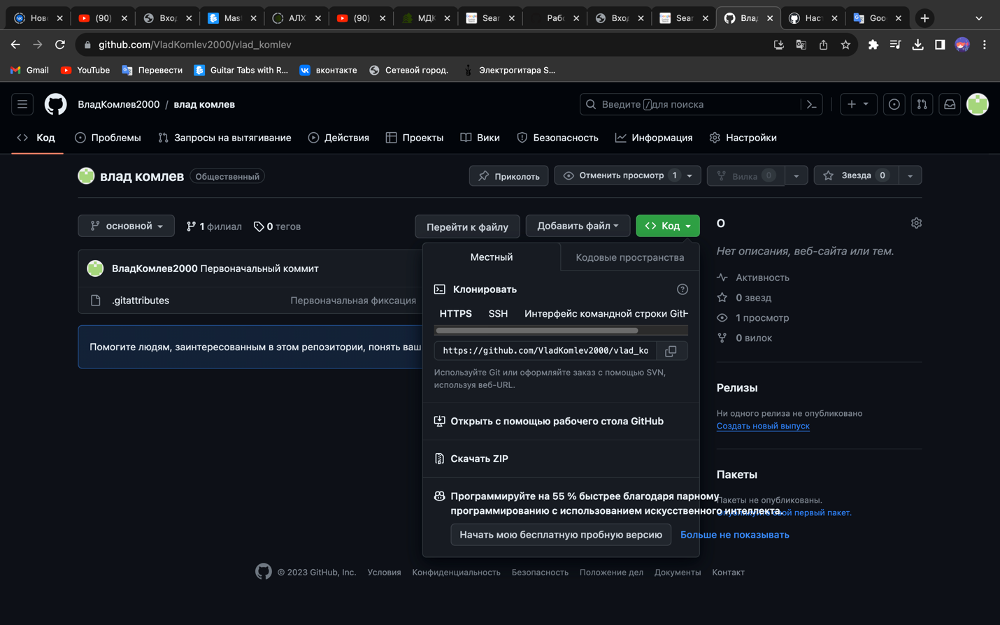 Ново
(90)
Вход
Mast
АЛХ
(90)
МДК
Sear
Рабо
Вход
Sear
Влад
Наст
Goo
github.com/VladKomlev2000/vlad_komlev
Gmail
YouTube
Перевести
Guitar Tabs with R...
вконтакте
Сетевой город.
Электрогитара S...
ВладКомлев2000 / влад комлев
Введите / для поиска
Код
Проблемы
Запросы на вытягивание
Действия
Проекты
Вики
Безопасность
Информация
Настройки
влад комлев
Общественный
Приколоть
Отменить просмотр 1
Вилка 0
Звезда 0
основной
1 филиал
0 тегов
Перейти к файлу
Добавить файл
Код
ВладКомлев2000 Первоначальный коммит
.gitattributes
Первоначальная фиксация
Помогите людям, заинтересованным в этом репозитории, понять ваш
Местный
Кодовые пространства
Клонировать
HTTPS
SSH
Интерфейс командной строки GitH
https://github.com/VladKomlev2000/vlad_ko
Используйте Git или оформляйте заказ с помощью SVN,
используя веб-URL.
Открыть с помощью рабочего стола GitHub
Скачать ZIP
Программируйте на 55 % быстрее благодаря парному
программированию с использованием искусственного интеллекта.
Начать мою бесплатную пробную версию
Больше не показывать
О
Нет описания, веб-сайта или тем.
Активность
0 звезд
1 просмотр
0 вилок
Релизы
Ни одного релиза не опубликовано
Создать новый выпуск
Пакеты
Пакеты не опубликованы.
свой первый пакет.
© 2023 GitHub, Inc.
Условия
Конфиденциальность
Безопасность
Положение дел
Документы
Контакт